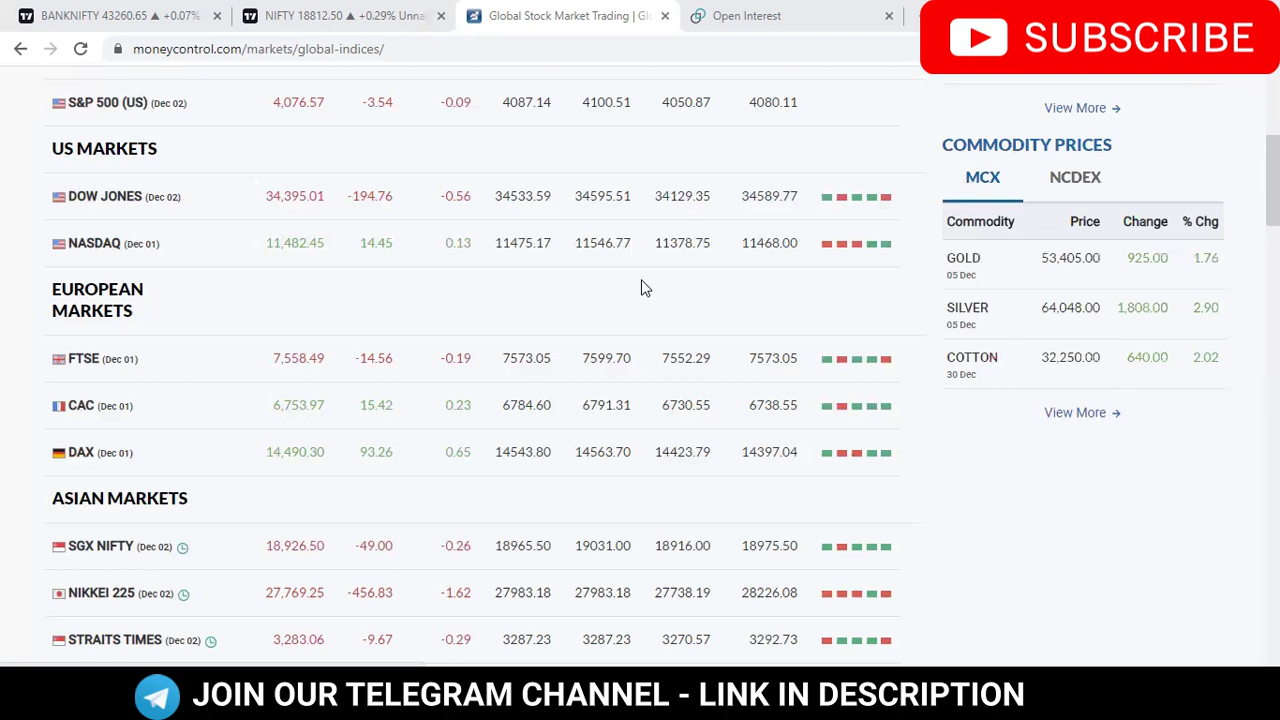 BANKNIFTY 43260.65 ▲ +0.07%
NIFTY 18812.50 ▲ +0.29% Unna
Global Stock Market Trading | Glo
Open Interest
moneycontrol.com/markets/global-indices/
SUBSCRIBE
S&P 500 (US) (Dec 02) 4,076.57 -3.54 -0.09 4087.14 4100.51 4050.87 4080.11
US MARKETS
DOW JONES (Dec 02) 34,395.01 -194.76 -0.56 34533.59 34595.51 34129.35 34589.77
NASDAQ (Dec 01) 11,482.45 14.45 0.13 11475.17 11546.77 11378.75 11468.00
EUROPEAN
MARKETS
FTSE (Dec 01) 7,558.49 -14.56 -0.19 7573.05 7599.70 7552.29 7573.05
CAC (Dec 01) 6,753.97 15.42 0.23 6784.60 6791.31 6730.55 6738.55
DAX (Dec 01) 14,490.30 93.26 0.65 14543.80 14563.70 14423.79 14397.04
ASIAN MARKETS
SGX NIFTY (Dec 02) 18,926.50 -49.00 -0.26 18965.50 19031.00 18916.00 18975.50
NIKKEI 225 (Dec 02) 27,769.25 -456.83 -1.62 27983.18 27983.18 27738.19 28226.08
STRAITS TIMES (Dec 02) 3,283.06 -9.67 -0.29 3287.23 3287.23 3270.57 3292.73
View More →
COMMODITY PRICES
MCX NCDEX
Commodity Price Change % Chg
GOLD 53,405.00 925.00 1.76
05 Dec
SILVER 64,048.00 1,808.00 2.90
05 Dec
COTTON 32,250.00 640.00 2.02
30 Dec
View More →
JOIN OUR TELEGRAM CHANNEL - LINK IN DESCRIPTION